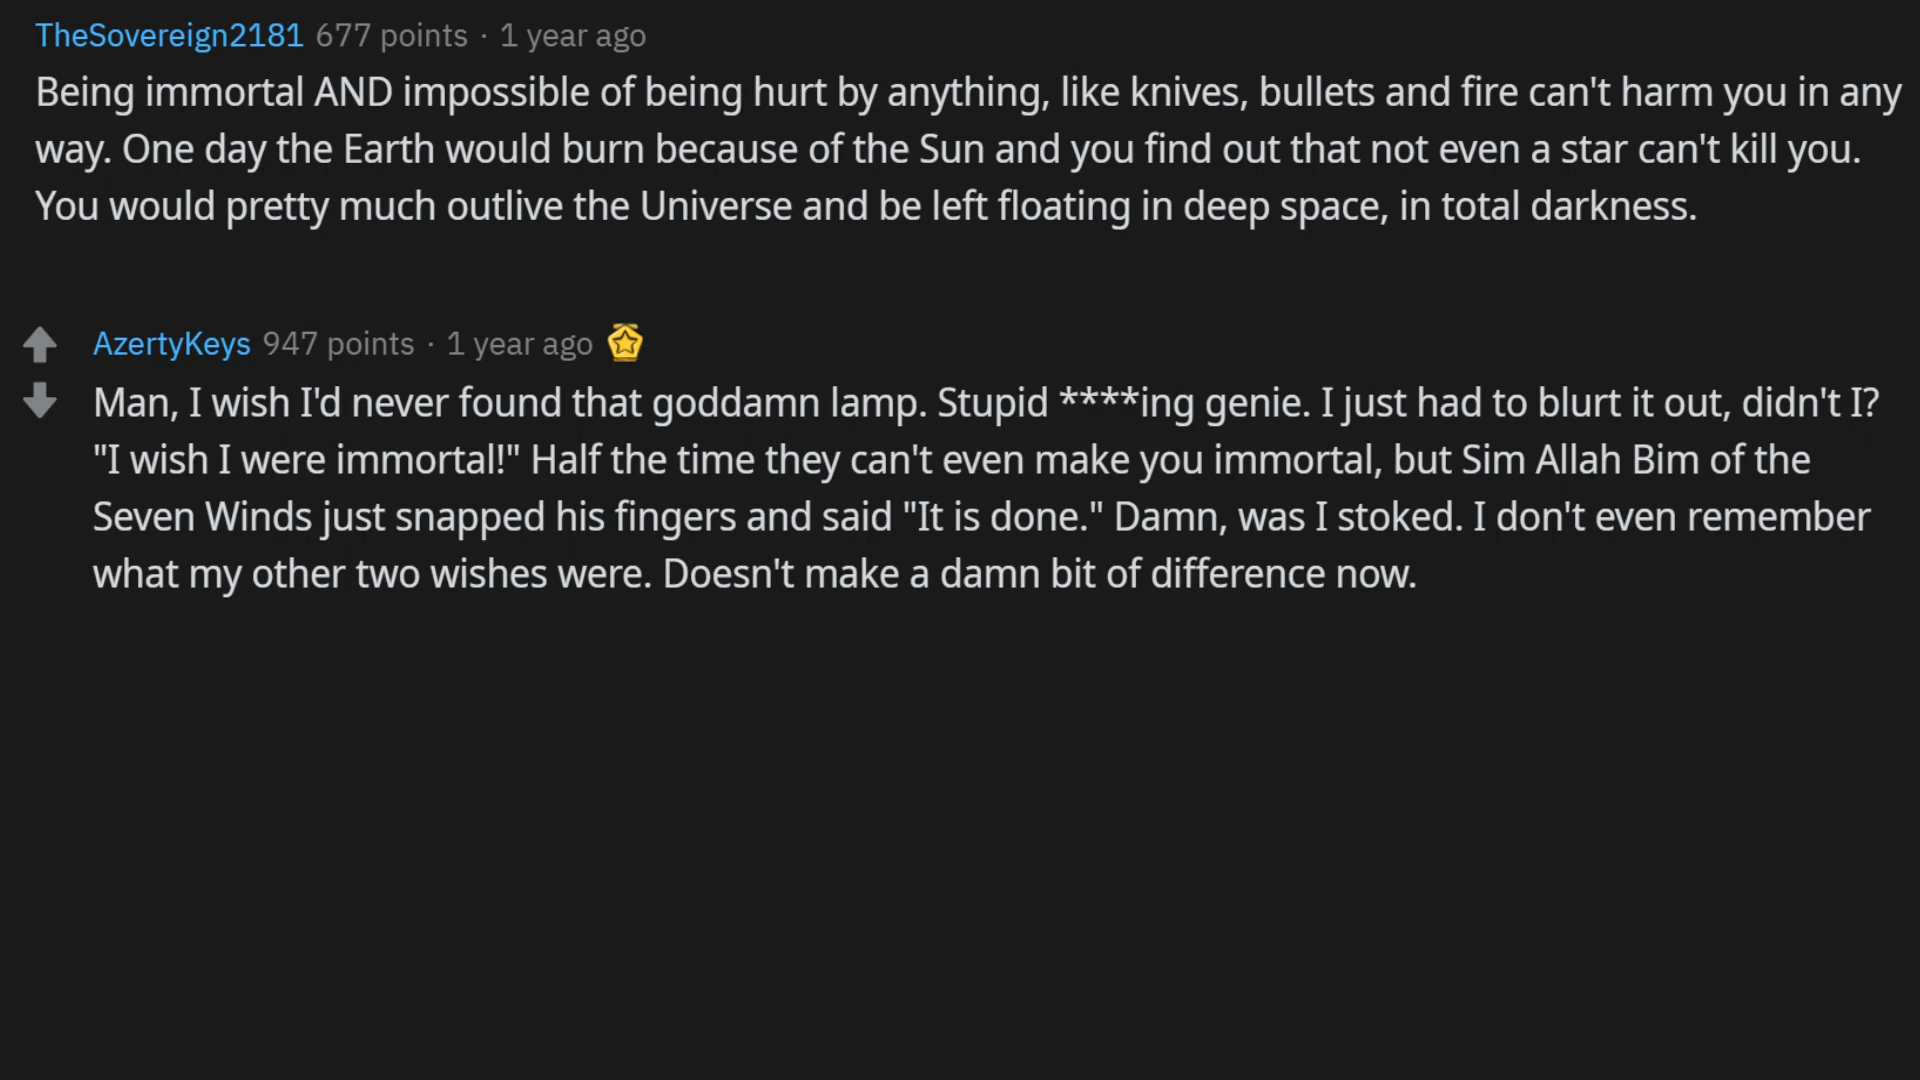 TheSovereign2181 677 points · 1 year ago
Being immortal AND impossible of being hurt by anything, like knives, bullets and fire can't harm you in any
way. One day the Earth would burn because of the Sun and you find out that not even a star can't kill you.
You would pretty much outlive the Universe and be left floating in deep space, in total darkness.
AzertyKeys 947 points · 1 year ago
Man, I wish I'd never found that goddamn lamp. Stupid ****ing genie. I just had to blurt it out, didn't I?
"I wish I were immortal!" Half the time they can't even make you immortal, but Sim Allah Bim of the
Seven Winds just snapped his fingers and said "It is done." Damn, was I stoked. I don't even remember
what my other two wishes were. Doesn't make a damn bit of difference now.